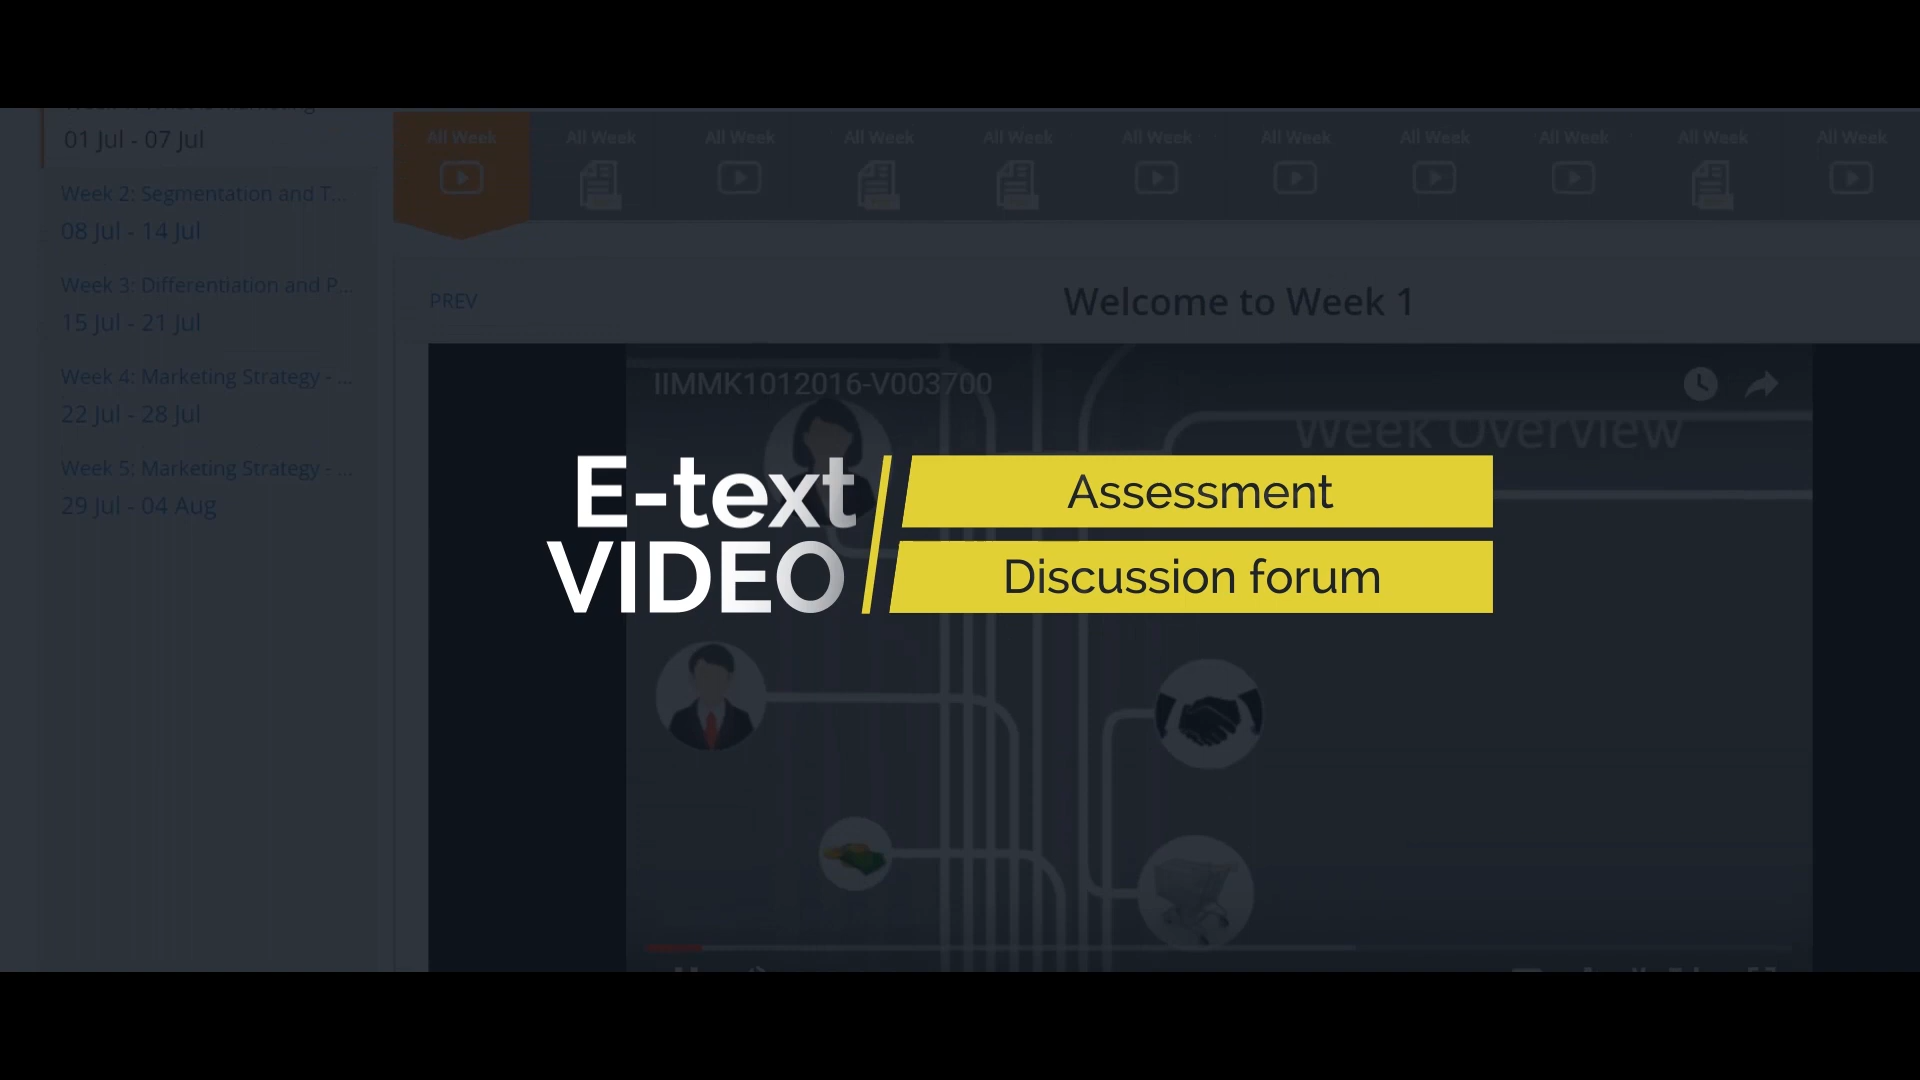 01 Jul - 07 Jul
Week 2: Segmentation and T...
08 Jul - 14 Jul
Week 3: Differentiation and P...
15 Jul - 21 Jul
Week 4: Marketing Strategy - ...
22 Jul - 28 Jul
Week 5: Marketing Strategy - ...
29 Jul - 04 Aug
All Week
All Week
All Week
All Week
All Week
All Week
All Week
All Week
All Week
All Week
All Week
PREV
Welcome to Week 1
IIMMK1012016-V003700
Week Overview
E-text
VIDEO
Assessment
Discussion forum